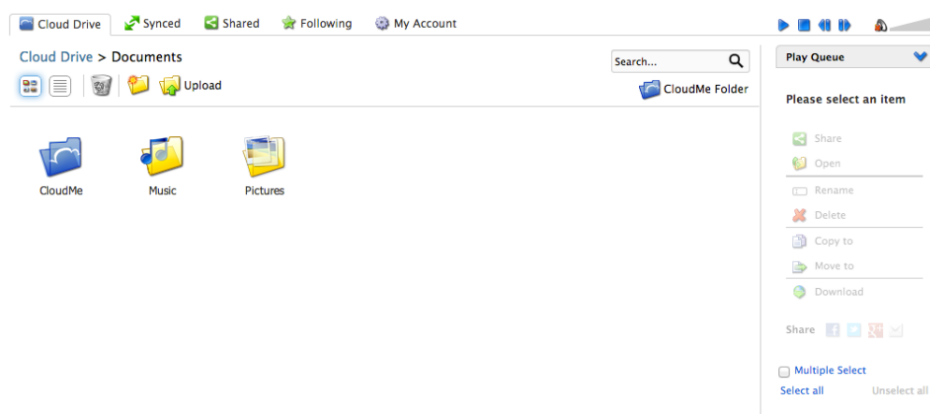 Cloud Drive
Synced
Shared
Following
My Account
Cloud Drive > Documents
Search...
Upload
CloudMe Folder
CloudMe
Music
Pictures
Play Queue
Please select an item
Share
Open
Rename
Delete
Copy to
Move to
Download
Share
Multiple Select
Select all
Unselect all